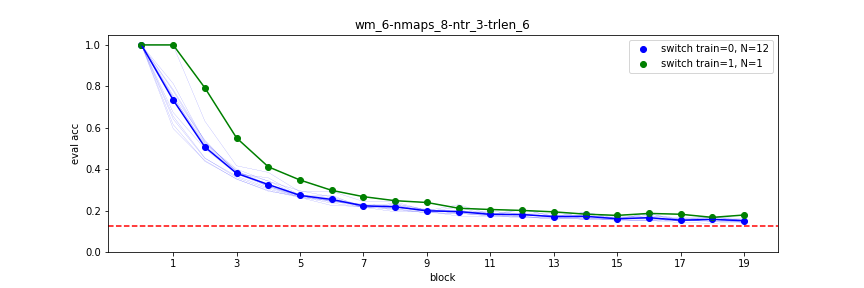 wm_6-nmaps_8-ntr_3-trlen_6
switch train=0, N=12
switch train=1, N=1
eval acc
1.0
0.8
0.6
0.4
0.2
0.0
1 3 5 7 9 11 13 15 17 19
block